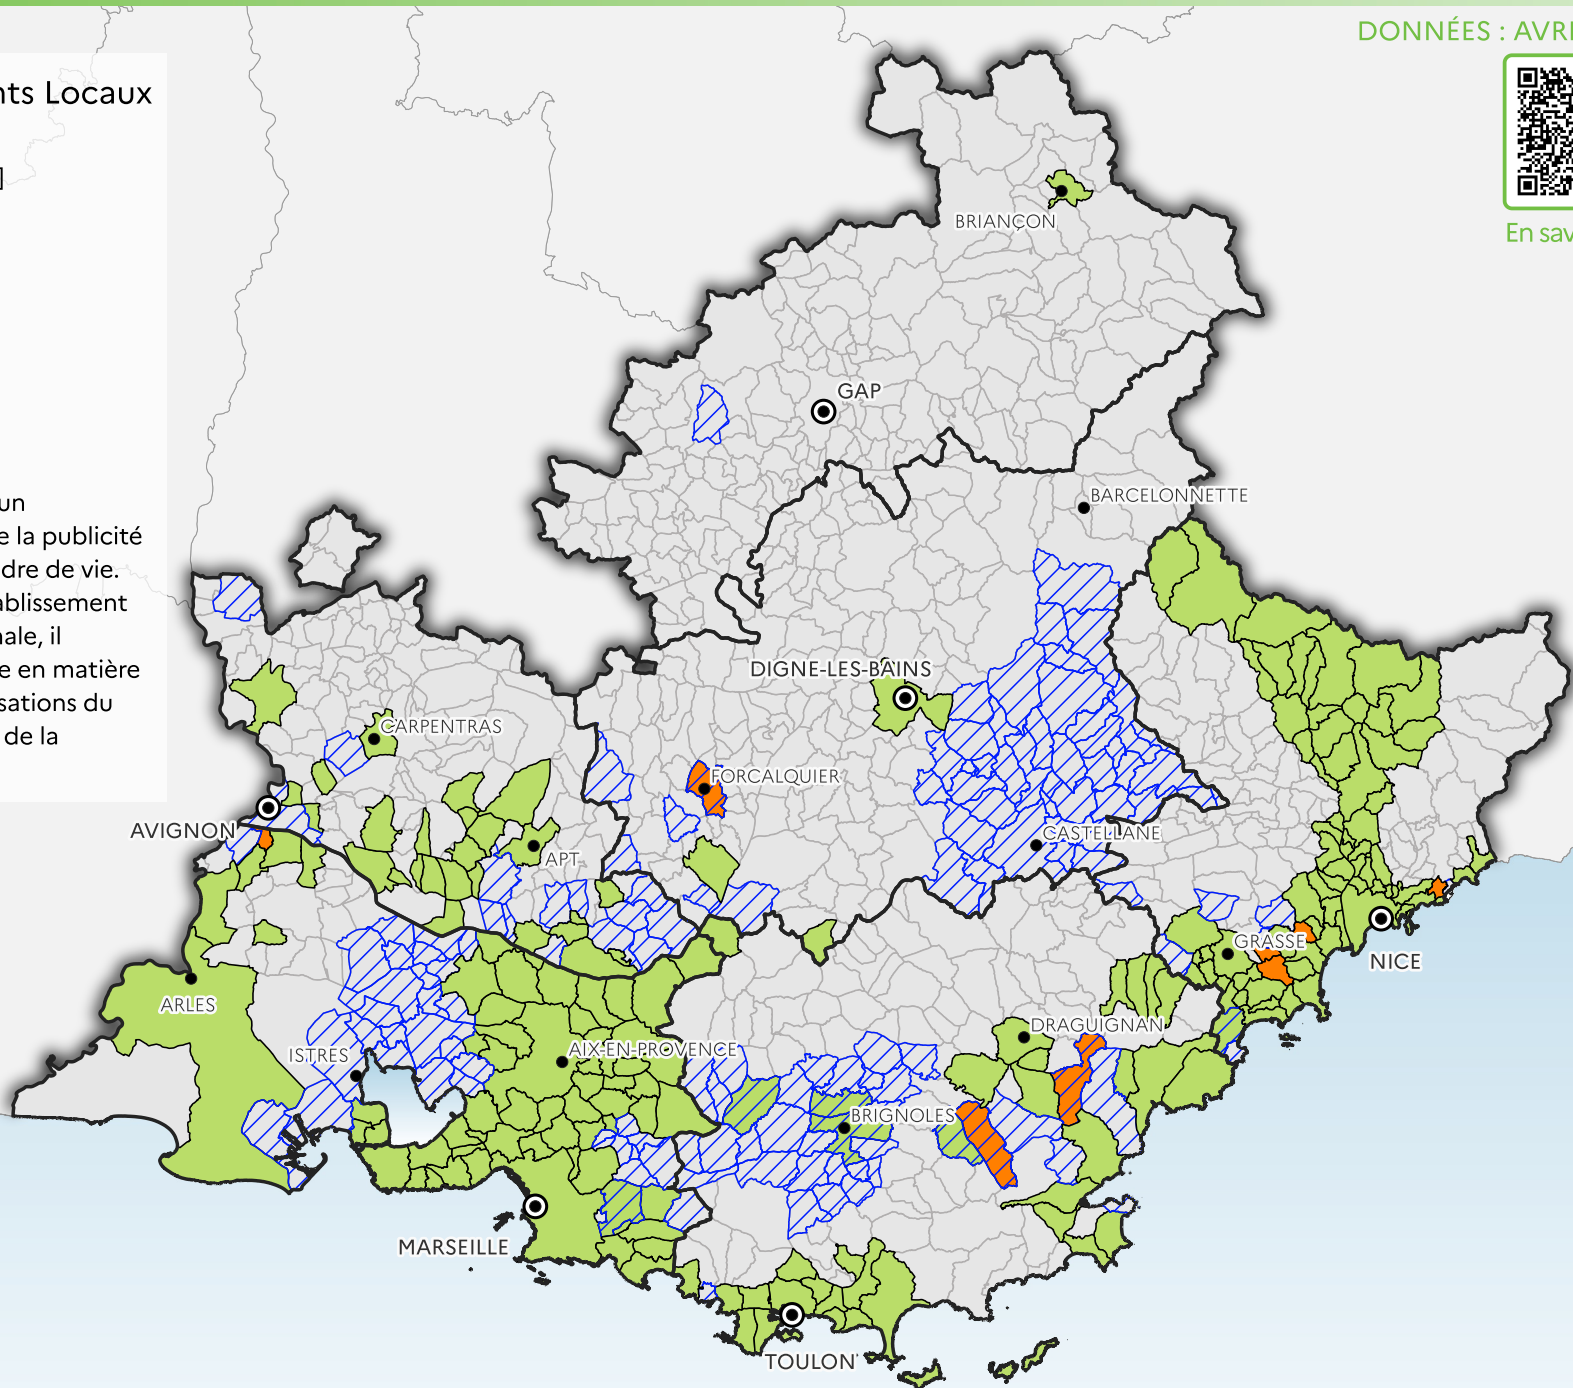 DONNÉES : AVRI
nts Locaux
]
En sav
un
e la publicité
dre de vie.
ablissement
nale, il
e en matière
sations du
de la
BRIANÇON
GAP
BARCELONNETTE
DIGNE-LES-BAINS
CARPENTRAS
FORCALQUIER
AVIGNON
CASTELLANE
APT
GRASSE
NICE
ARLES
DRAGUIGNAN
ISTRES
AIX-EN-PROVENCE
BRIGNOLES
MARSEILLE
TOULON